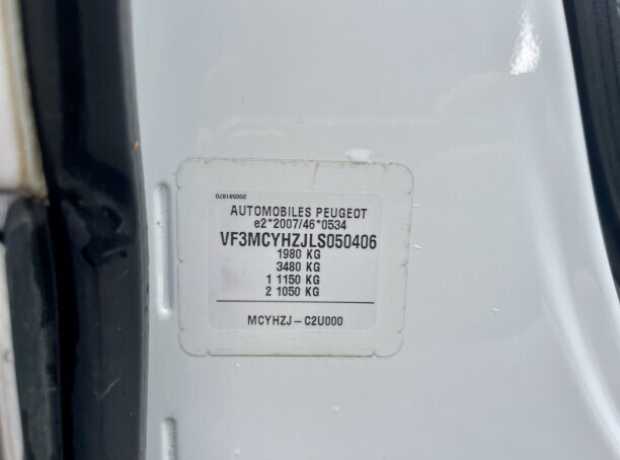 200581870
AUTOMOBILES PEUGEOT
e2*2007/46*0534
VF3MCYHZJLS050406
1980 KG
3480 KG
1 1150 KG
2 1050 KG
MCYHZJ-C2U000